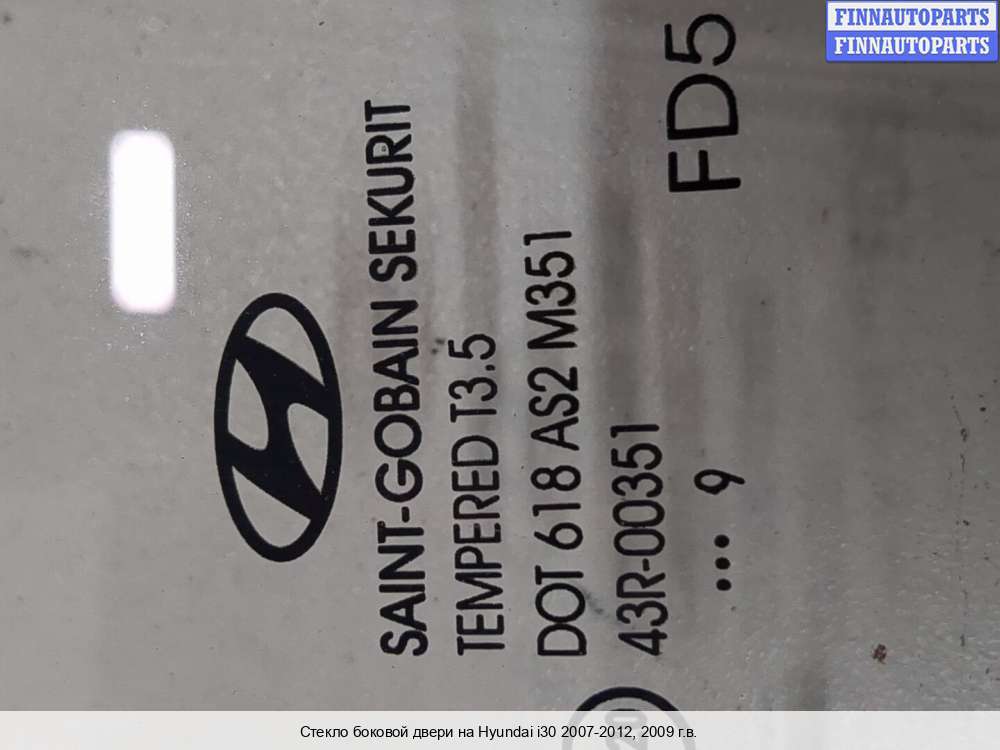 FINNAUTOPARTS
FINNAUTOPARTS
SAINT-GOBAIN SEKURIT
TEMPERED T3.5
DOT 618 AS2 M351
43R-00351
... 9
FD5
20
Стекло боковой двери на Hyundai i30 2007-2012, 2009 г.в.